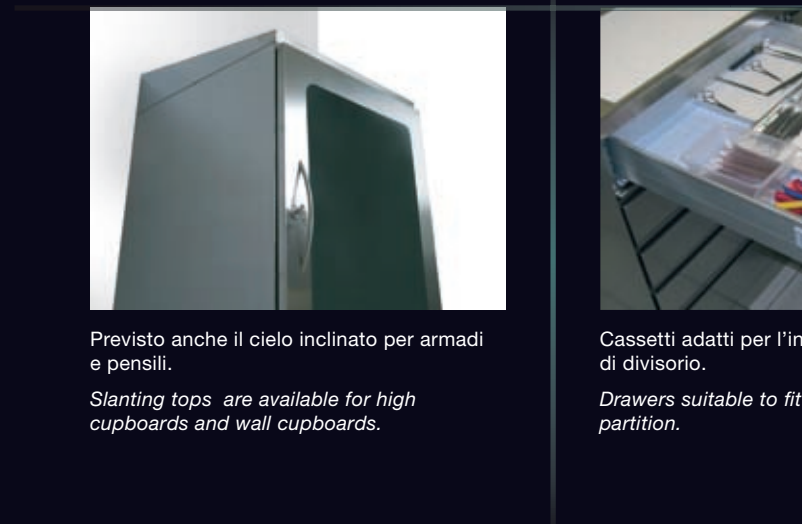 Previsto anche il cielo inclinato per armadi
e pensili.
Slanting tops  are available for high
cupboards and wall cupboards.
Cassetti adatti per l’in
di divisorio.
Drawers suitable to fit
partition.